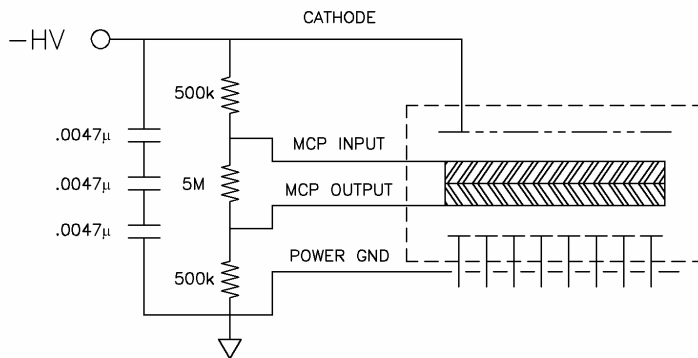 CATHODE
−HV
500k
.0047μ
MCP INPUT
.0047μ
5M
MCP OUTPUT
.0047μ
POWER GND
500k